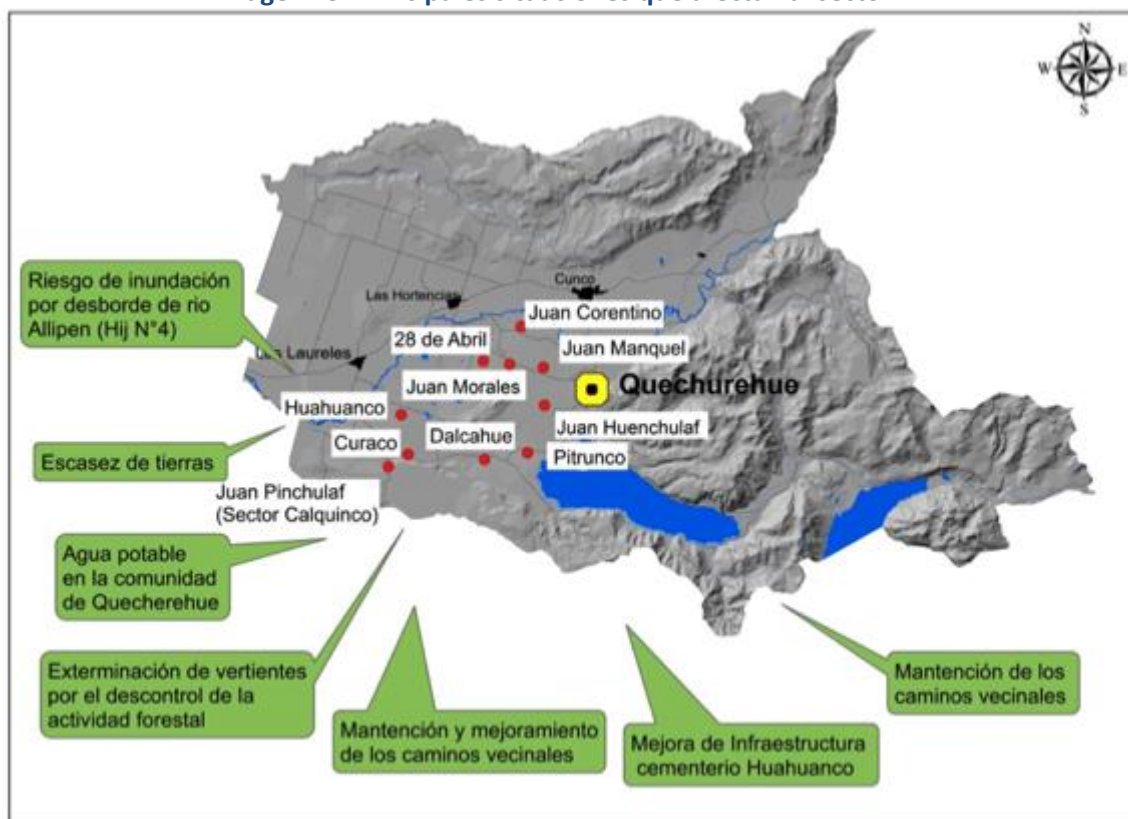 N
W E
S
Riesgo de inundación
por desborde de rio
Allipen (Hij N°4)
Cunco
Las Hortencias
Juan Corentino
28 de Abril
Juan Manquel
Laureles
Juan Morales
Quechurehue
Huahuanco
Juan Huenchulaf
Curaco
Dalcahue
Pitrunco
Escasez de tierras
Juan Pinchulaf
(Sector Calquinco)
Agua potable
en la comunidad
de Quecherehue
Exterminación de vertientes
por el descontrol de la
actividad forestal
Mantención y mejoramiento
de los caminos vecinales
Mejora de Infraestructura
cementerio Huahuanco
Mantención de los
caminos vecinales